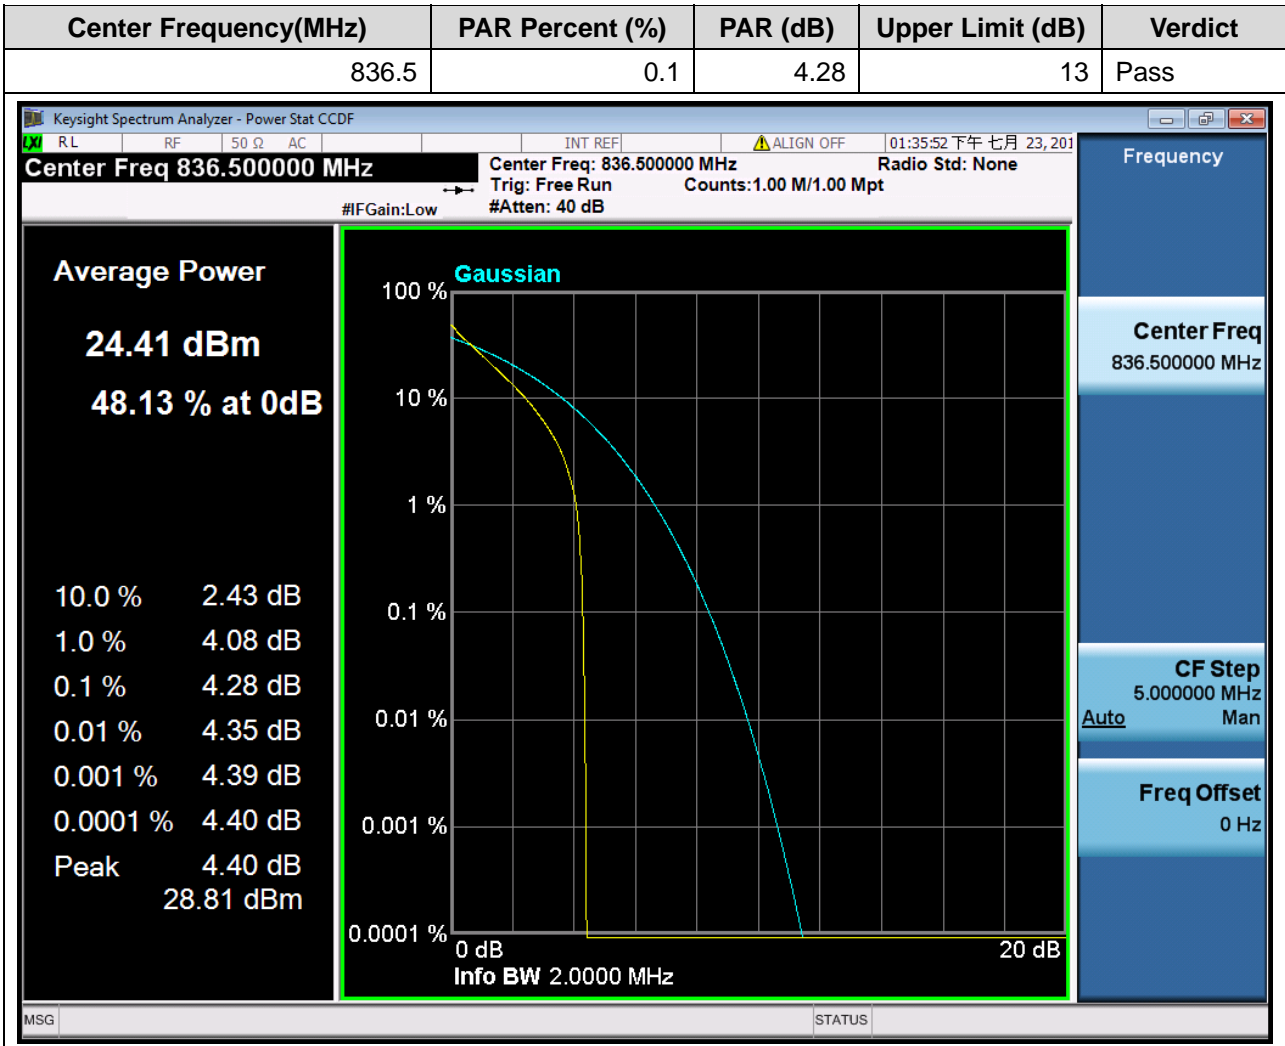 Center Frequency(MHz) PAR Percent (%) PAR (dB) Upper Limit (dB) Verdict
836.5 0.1 4.28 13 Pass
Keysight Spectrum Analyzer - Power Stat CCDF
LXI RL RF 50 Ω AC INT REF ALIGN OFF 01:35:52 下午 七月 23, 201
Center Freq 836.500000 MHz
Center Freq: 836.500000 MHz Radio Std: None
Trig: Free Run Counts:1.00 M/1.00 Mpt
#IFGain:Low #Atten: 40 dB
Average Power
24.41 dBm
48.13 % at 0dB
10.0 % 2.43 dB
1.0 % 4.08 dB
0.1 % 4.28 dB
0.01 % 4.35 dB
0.001 % 4.39 dB
0.0001 % 4.40 dB
Peak 4.40 dB
28.81 dBm
Gaussian
100 %
10 %
1 %
0.1 %
0.01 %
0.001 %
0.0001 %
0 dB 20 dB
Info BW 2.0000 MHz
Frequency
Center Freq
836.500000 MHz
CF Step
5.000000 MHz
Auto Man
Freq Offset
0 Hz
MSG STATUS